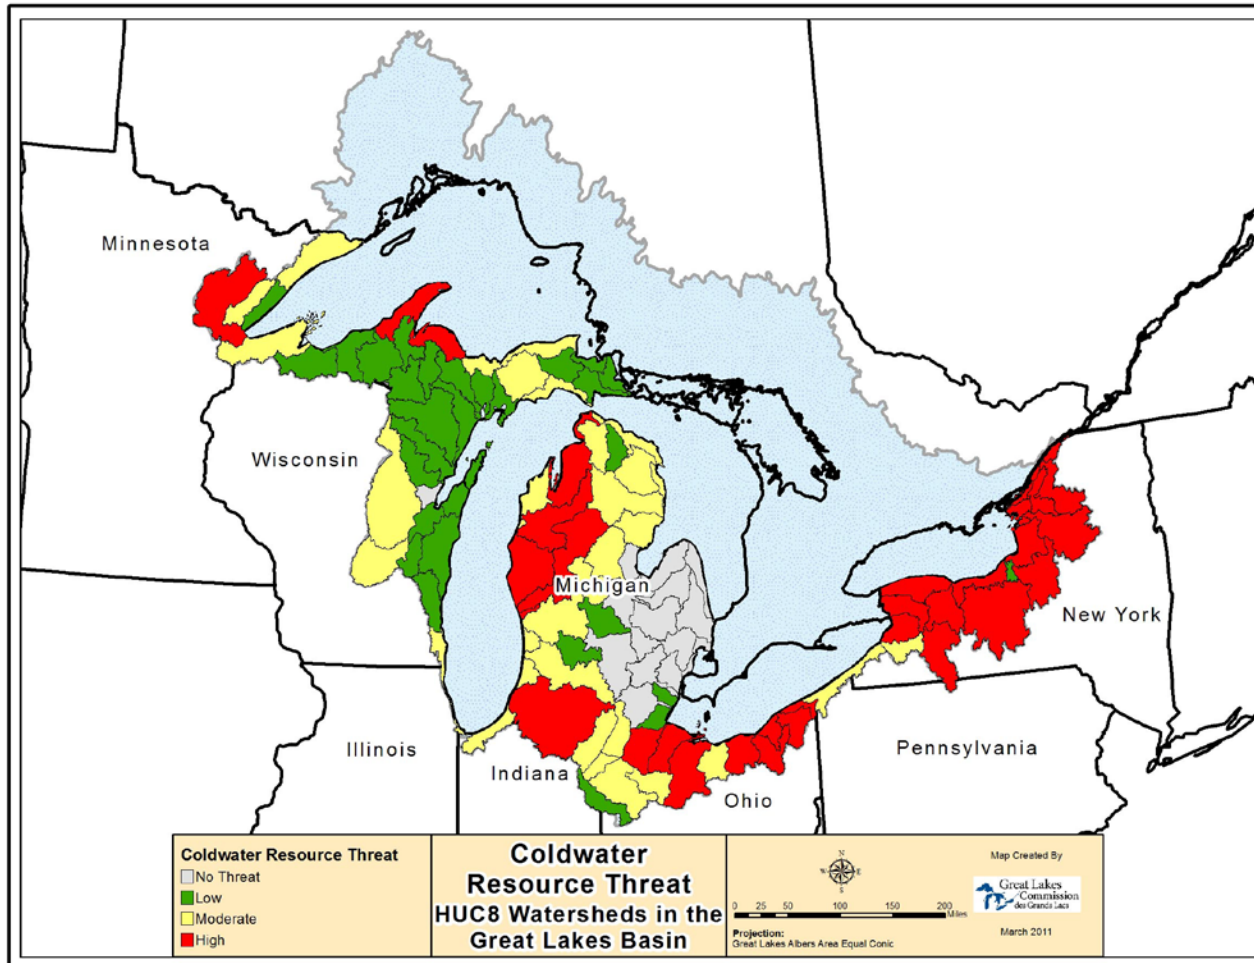 Minnesota
Wisconsin
Michigan
New York
Illinois
Indiana
Ohio
Pennsylvania
Coldwater Resource Threat
No Threat
Low
Moderate
High
Coldwater
Resource Threat
HUC8 Watersheds in the
Great Lakes Basin
N
W
E
S
0 25 50 100 150 200
Miles
Projection:
Great Lakes Albers Area Equal Conic
Map Created By
Great Lakes
Commission
des Grands Lacs
March 2011